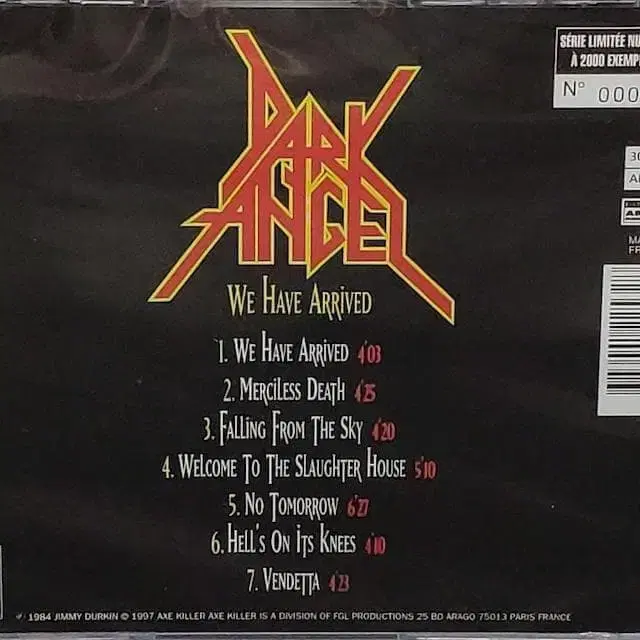 SÉRIE LIMITÉE
À 2000
N° 000
DARK
ANGEL
WE HAVE ARRIVED
1. WE HAVE ARRIVED 4'03
2. MERCILESS DEATH 4'25
3. FALLING FROM THE SKY 4'20
4. WELCOME TO THE SLAUGHTER HOUSE 5'10
5. NO TOMORROW 6'27
6. HELL'S ON ITS KNEES 4'10
7. VENDETTA 4'23
1984 JIMMY DURKIN © 1997 AXE KILLER AXE KILLER IS A DIVISION OF FGL PRODUCTIONS 25 BD ARAGO 75013 PARIS FRANCE